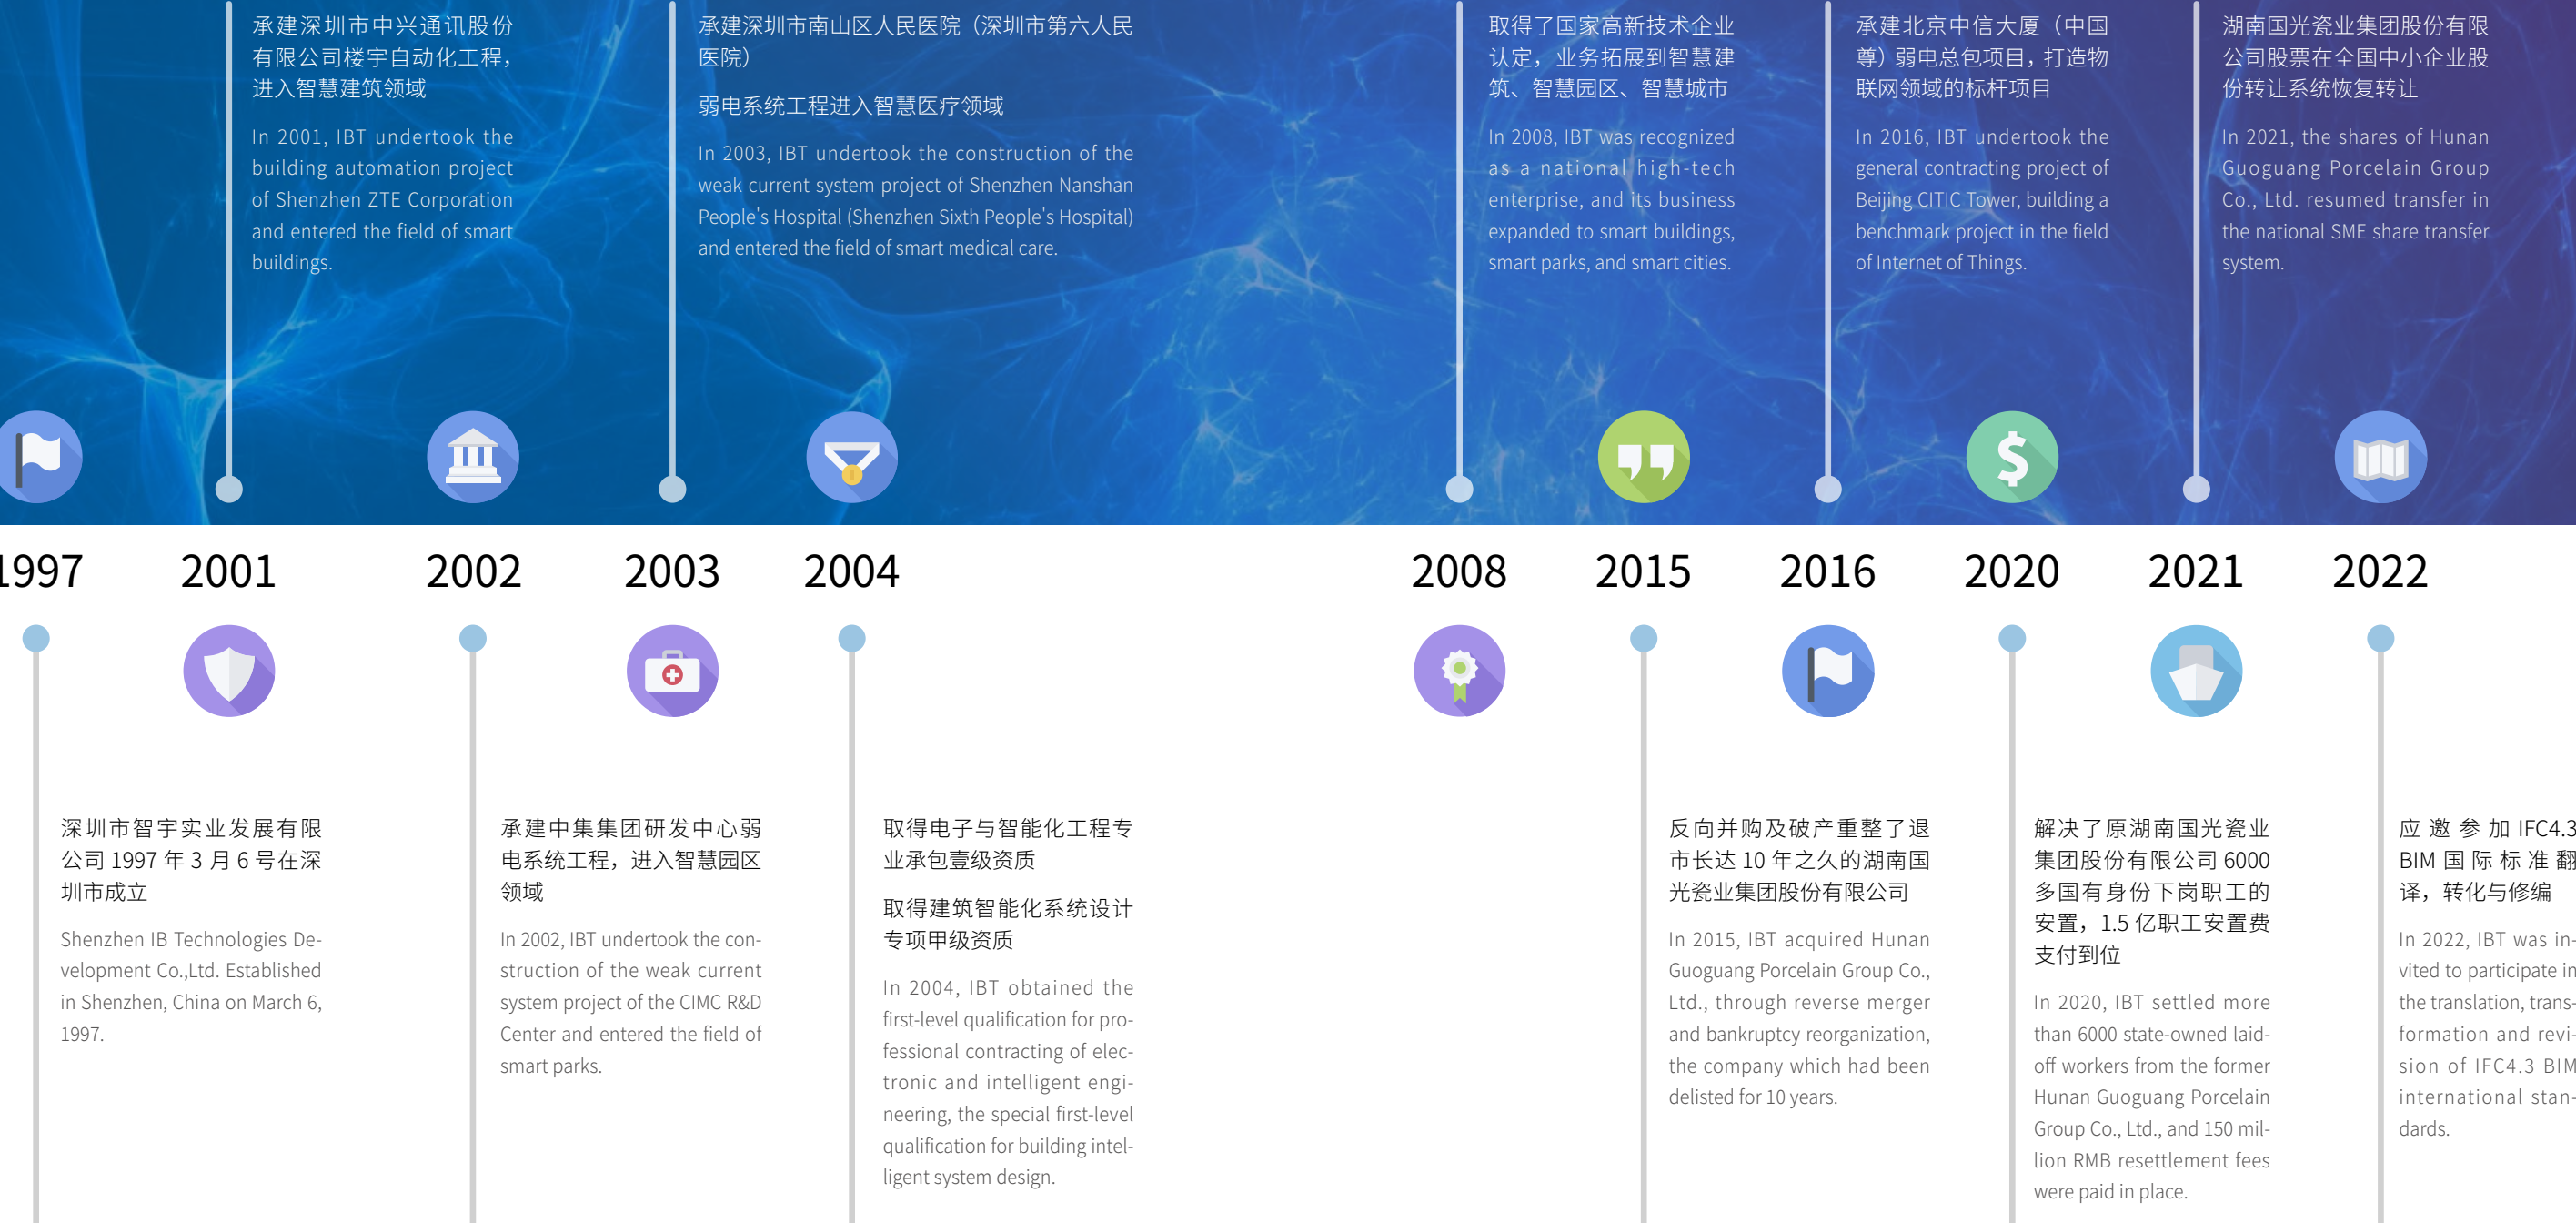 承建深圳市中兴通讯股份
有限公司楼宇自动化工程，
进入智慧建筑领域
In 2001, IBT undertook the
building automation project
of Shenzhen ZTE Corporation
and entered the field of smart
buildings.
承建深圳市南山区人民医院（深圳市第六人民
医院）
弱电系统工程进入智慧医疗领域
In 2003, IBT undertook the construction of the
weak current system project of Shenzhen Nanshan
People's Hospital (Shenzhen Sixth People's Hospital)
and entered the field of smart medical care.
取得了国家高新技术企业
认定，业务拓展到智慧建
筑、智慧园区、智慧城市
In 2008, IBT was recognized
as a national high-tech
enterprise, and its business
expanded to smart buildings,
smart parks, and smart cities.
承建北京中信大厦（中国
尊）弱电总包项目，打造物
联网领域的标杆项目
In 2016, IBT undertook the
general contracting project of
Beijing CITIC Tower, building a
benchmark project in the field
of Internet of Things.
湖南国光瓷业集团股份有限
公司股票在全国中小企业股
份转让系统恢复转让
In 2021, the shares of Hunan
Guoguang Porcelain Group
Co., Ltd. resumed transfer in
the national SME share transfer
system.
1997
2001
2002
2003
2004
2008
2015
2016
2020
2021
2022
深圳市智宇实业发展有限
公司 1997 年 3 月 6 号在深
圳市成立
Shenzhen IB Technologies De-
velopment Co.,Ltd. Established
in Shenzhen, China on March 6,
1997.
承建中集集团研发中心弱
电系统工程，进入智慧园区
领域
In 2002, IBT undertook the con-
struction of the weak current
system project of the CIMC R&D
Center and entered the field of
smart parks.
取得电子与智能化工程专
业承包壹级资质
取得建筑智能化系统设计
专项甲级资质
In 2004, IBT obtained the
first-level qualification for pro-
fessional contracting of elec-
tronic and intelligent engi-
neering, the special first-level
qualification for building intel-
ligent system design.
反向并购及破产重整了退
市长达 10 年之久的湖南国
光瓷业集团股份有限公司
In 2015, IBT acquired Hunan
Guoguang Porcelain Group Co.,
Ltd., through reverse merger
and bankruptcy reorganization,
the company which had been
delisted for 10 years.
解决了原湖南国光瓷业
集团股份有限公司 6000
多国有身份下岗职工的
安置，1.5 亿职工安置费
支付到位
In 2020, IBT settled more
than 6000 state-owned laid-
off workers from the former
Hunan Guoguang Porcelain
Group Co., Ltd., and 150 mil-
lion RMB resettlement fees
were paid in place.
应邀参加 IFC4.3
BIM 国际标准翻
译，转化与修编
In 2022, IBT was in-
vited to participate in
the translation, trans-
formation and revi-
sion of IFC4.3 BIM
international stan-
dards.